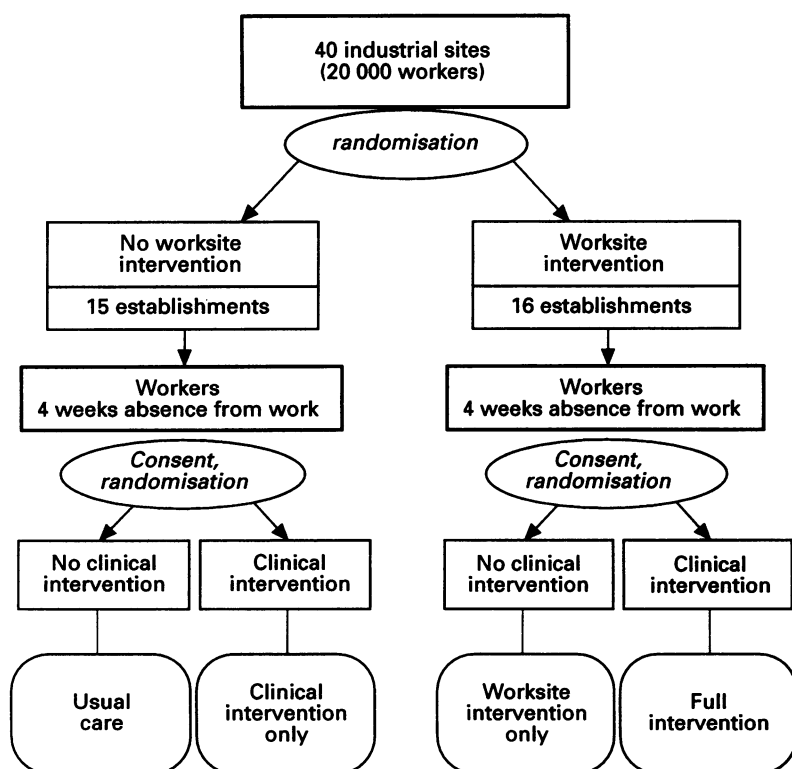 40 industrial sites
(20 000 workers)
randomisation
No worksite
intervention
15 establishments
Worksite
intervention
16 establishments
Workers
4 weeks absence from work
Workers
4 weeks absence from work
Consent,
randomisation
Consent,
randomisation
No clinical
intervention
Clinical
intervention
No clinical
intervention
Clinical
intervention
Usual
care
Clinical
intervention
only
Worksite
intervention
only
Full
intervention